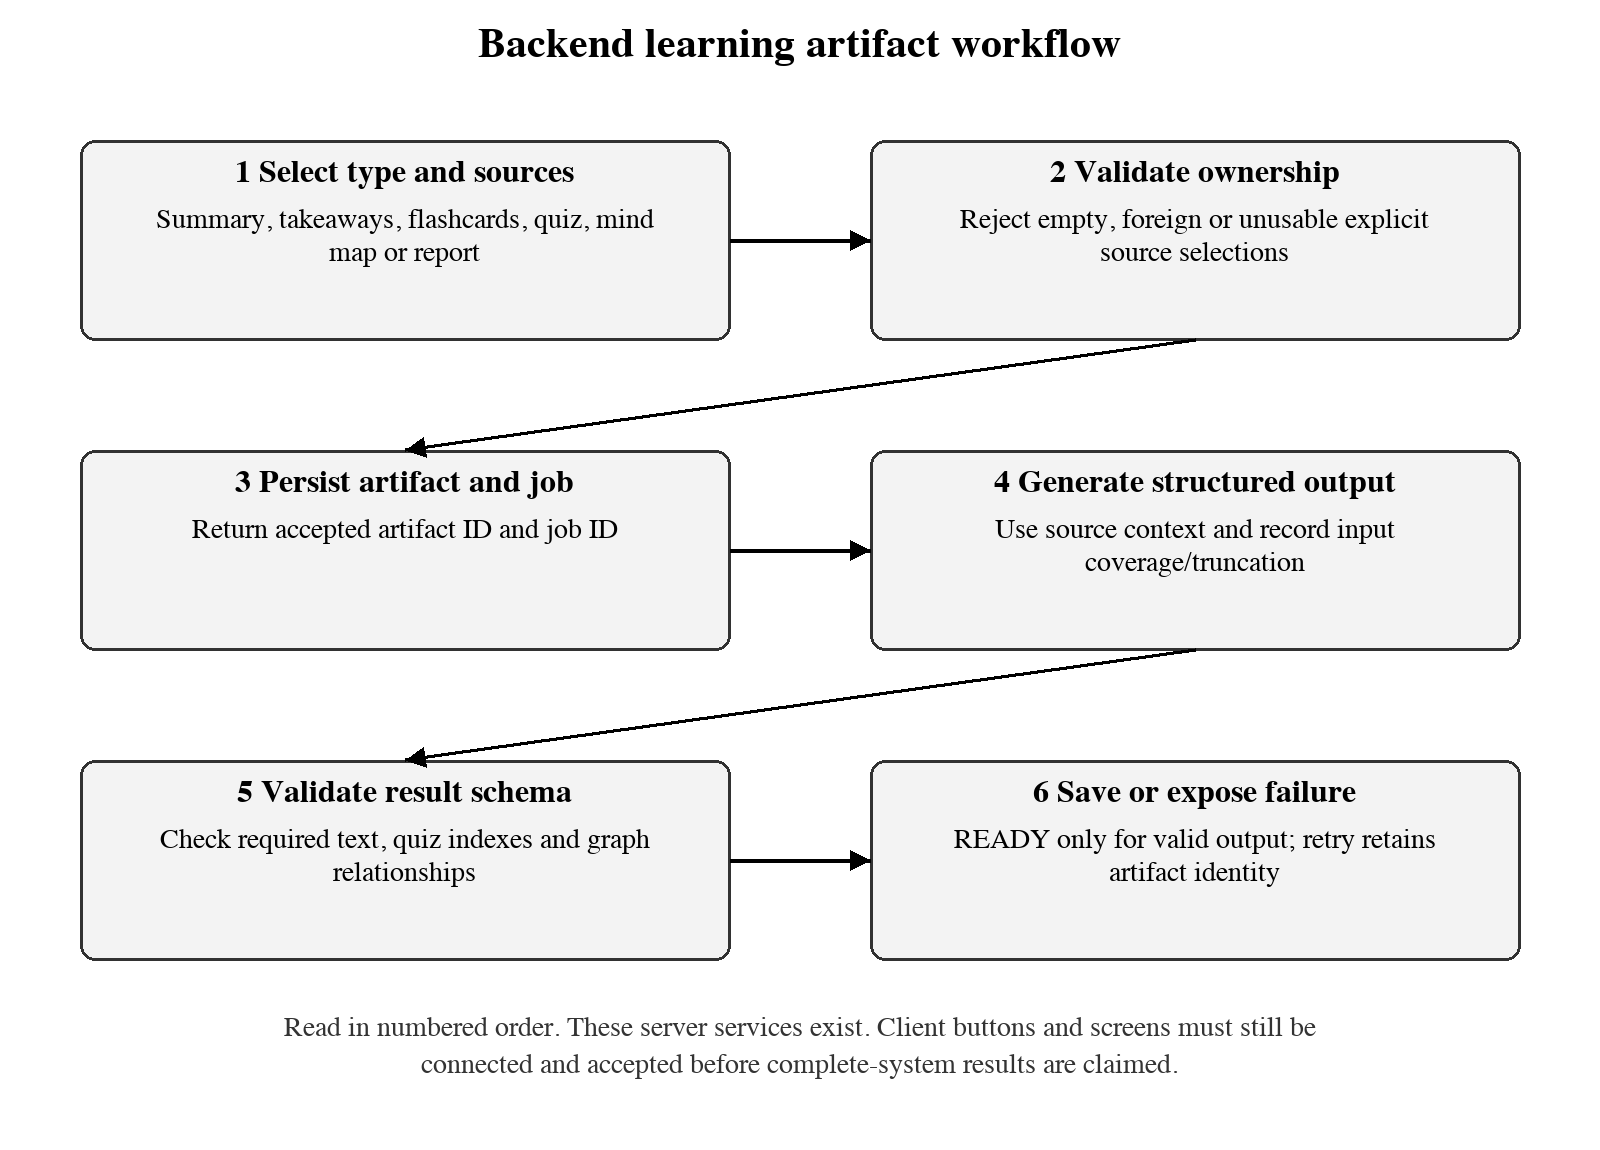 Backend learning artifact workflow
1 Select type and sources
Summary, takeaways, flashcards, quiz, mind
map or report
2 Validate ownership
Reject empty, foreign or unusable explicit
source selections
3 Persist artifact and job
Return accepted artifact ID and job ID
4 Generate structured output
Use source context and record input
coverage/truncation
5 Validate result schema
Check required text, quiz indexes and graph
relationships
6 Save or expose failure
READY only for valid output; retry retains
artifact identity
Read in numbered order. These server services exist. Client buttons and screens must still be
connected and accepted before complete-system results are claimed.